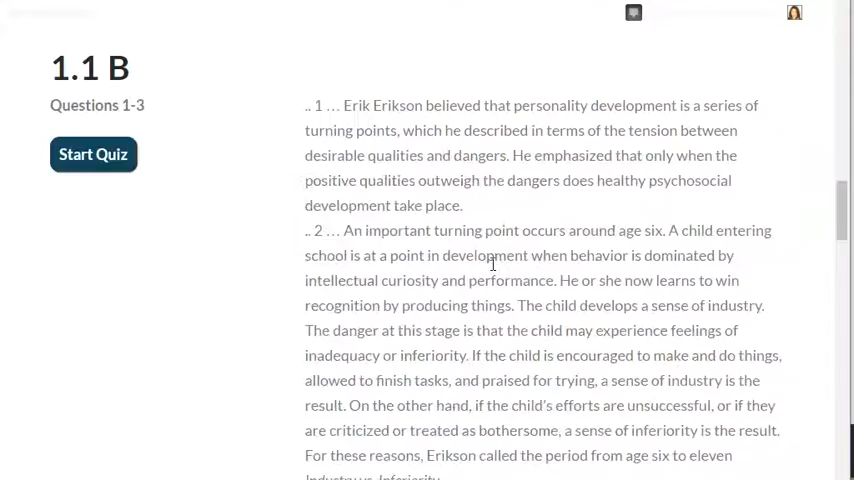 1.1 B
Questions 1-3
Start Quiz
.. 1 … Erik Erikson believed that personality development is a series of
turning points, which he described in terms of the tension between
desirable qualities and dangers. He emphasized that only when the
positive qualities outweigh the dangers does healthy psychosocial
development take place.
.. 2 … An important turning point occurs around age six. A child entering
school is at a point in development when behavior is dominated by
intellectual curiosity and performance. He or she now learns to win
recognition by producing things. The child develops a sense of industry.
The danger at this stage is that the child may experience feelings of
inadequacy or inferiority. If the child is encouraged to make and do things,
allowed to finish tasks, and praised for trying, a sense of industry is the
result. On the other hand, if the child's efforts are unsuccessful, or if they
are criticized or treated as bothersome, a sense of inferiority is the result.
For these reasons, Erikson called the period from age six to eleven
Industry vs. Inferiority.